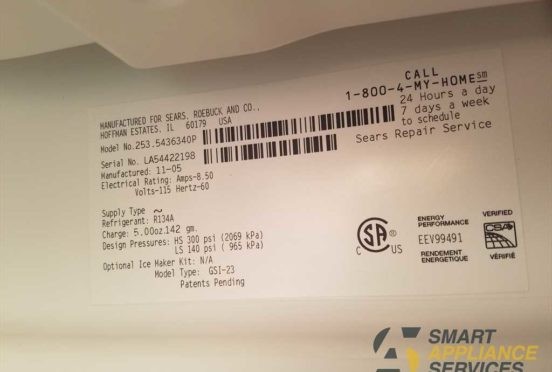 MANUFACTURED FOR SEARS, ROEBUCK AND CO.,
HOFFMAN ESTATES, IL 60179 USA
Model No.253.5436340P
Serial No. LA54422198
Manufactured: 11-05
Electrical Rating: Amps-8.50
Volts-115 Hertz-60
CALL
1-800-4-MY-HOME℠
24 Hours a day
7 days a week
to schedule
Sears Repair Service
Supply Type ~
Refrigerant: R134A
Charge: 5.00oz.142 gm.
Design Pressures: HS 300 psi (2069 kPa)
LS 140 psi ( 965 kPa)
Optional Ice Maker Kit: N/A
Model Type: GSI-23
Patents Pending
CSA®
C US
ENERGY
PERFORMANCE
EEV99491
RENDEMENT
ENERGETIQUE
VERIFIED
CSA
VÉRIFIÉ
SMART
APPLIANCE
SERVICES